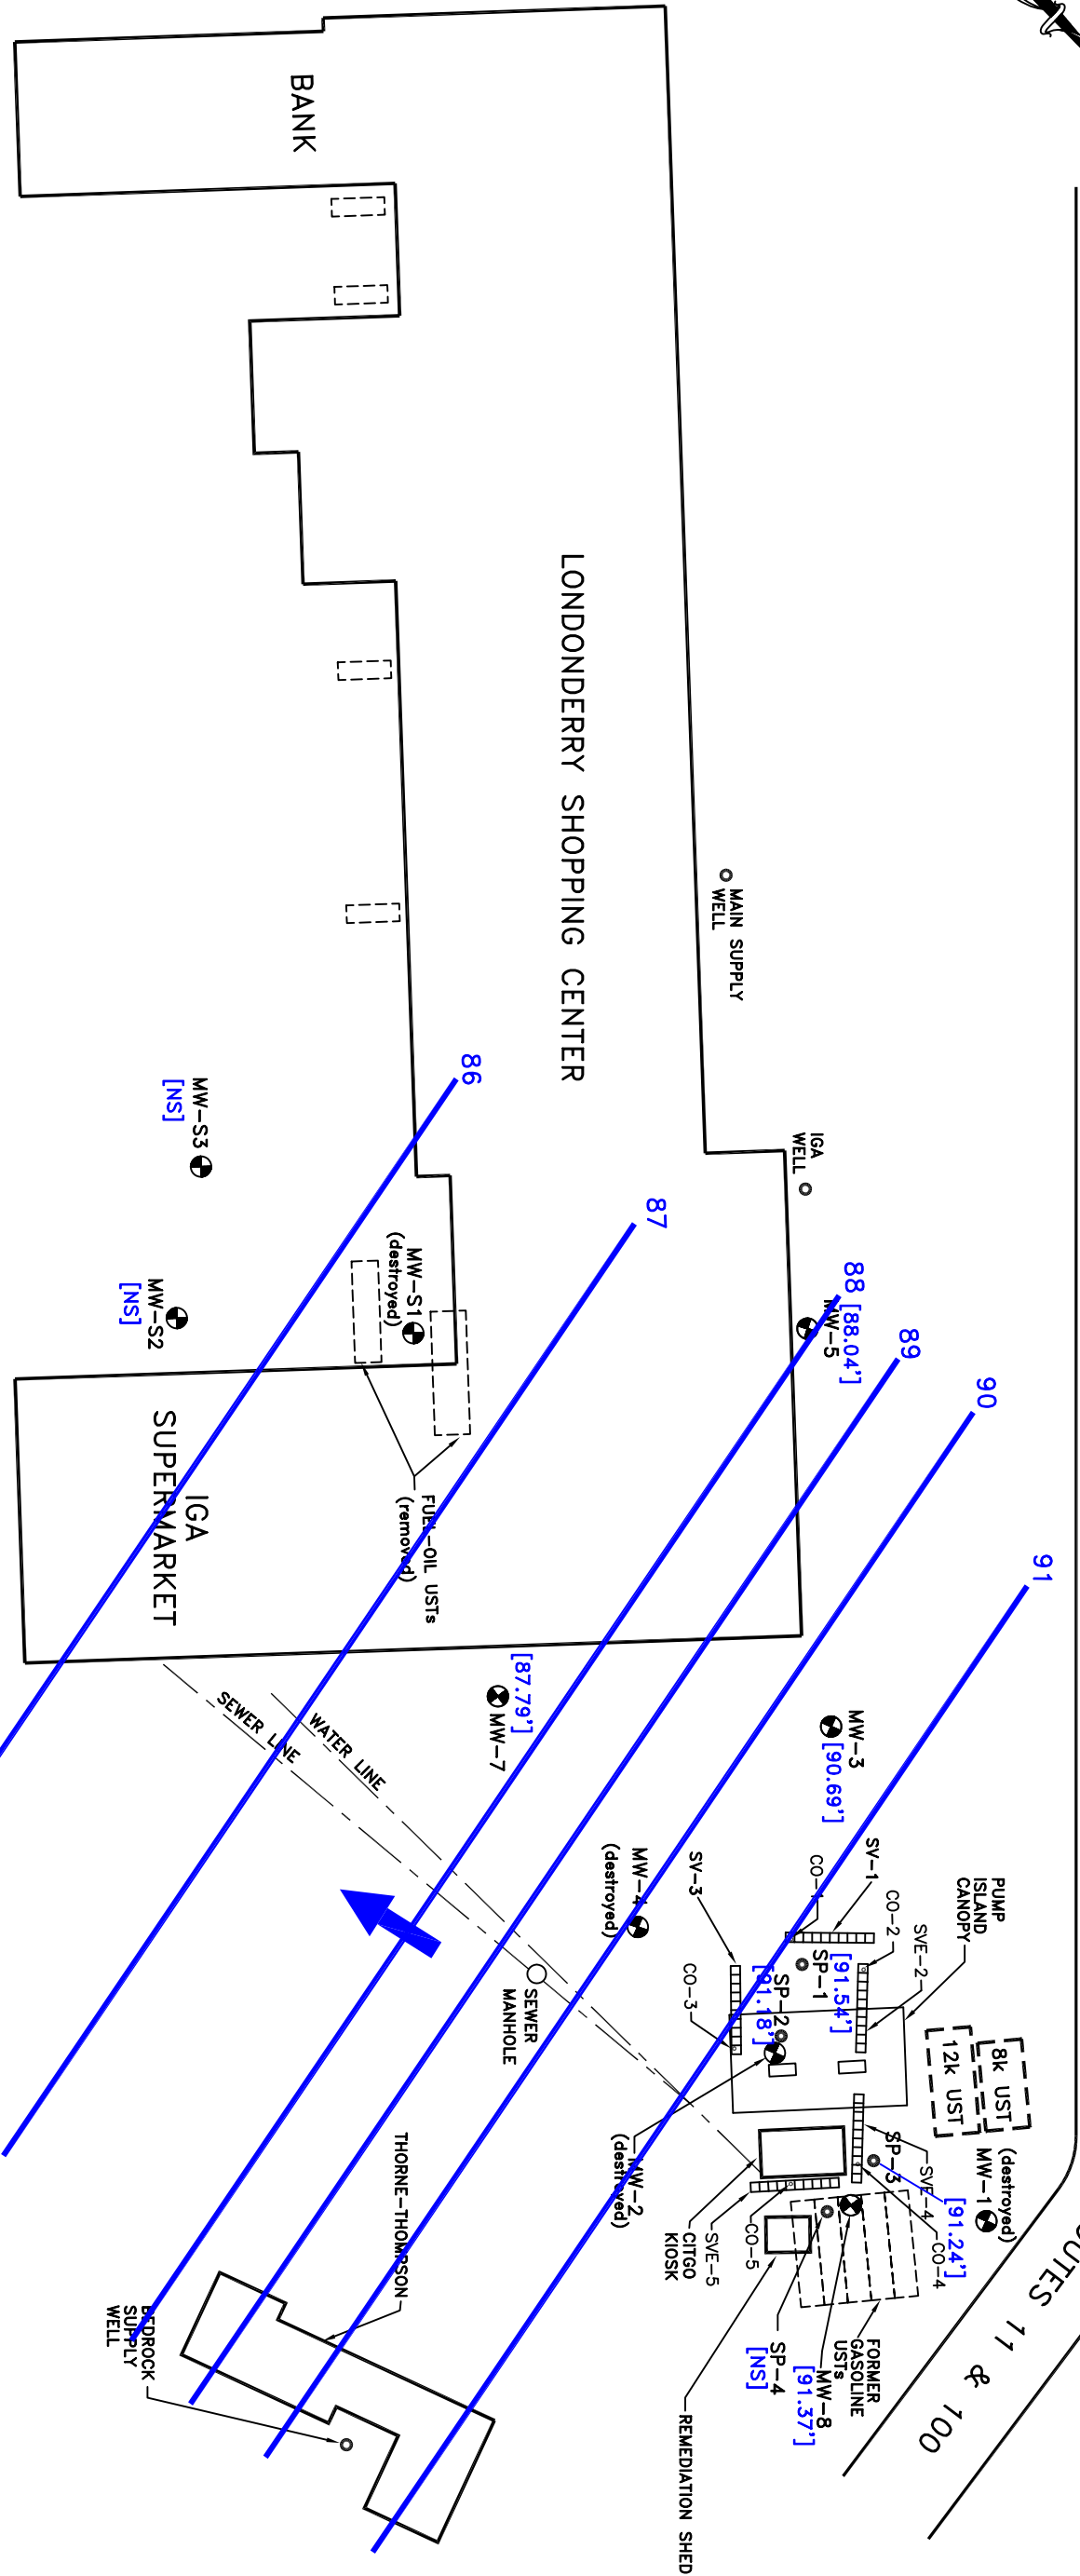 BANK
LONDONDERRY SHOPPING CENTER
MAIN SUPPLY
WELL
IGA
WELL
86
87
88
89
90
91
MW-S3
[NS]
MW-S2
[NS]
MW-S1
(destroyed)
MW-5
[88.04']
IGA
SUPERMARKET
FUEL-OIL USTs
(removed)
SEWER LINE
WATER LINE
[87.79']
MW-7
MW-3
[90.69']
MW-4
(destroyed)
SV-3
SV-1
CO-1
CO-2
SVE-2
PUMP
ISLAND
CANOPY
SP-1
[91.54']
SP-2
[91.18']
CO-3
SEWER
MANHOLE
8k UST
12k UST
MW-1
(destroyed)
SP-3
SVE-4
[91.24']
CO-4
MW-2
(destroyed)
CITGO
KIOSK
SVE-5
CO-5
THORNE-THOMPSON
BEDROCK
SUPPLY
WELL
FORMER
GASOLINE
USTs
MW-8
[91.37']
SP-4
[NS]
REMEDIATION SHED
11 & 100